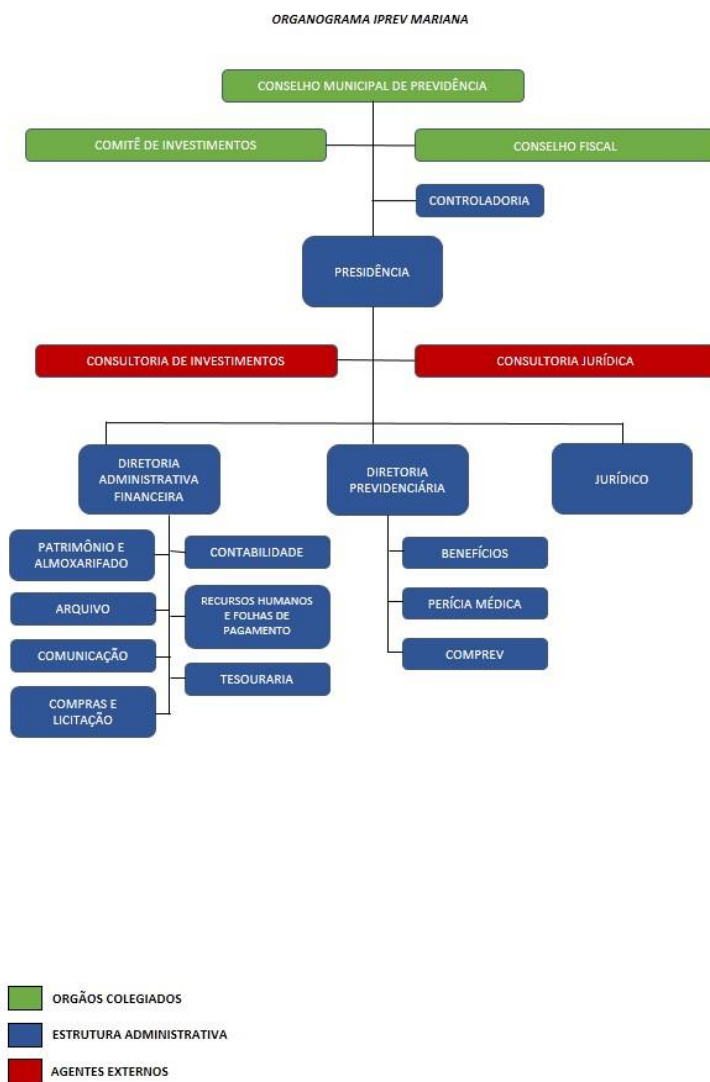 ORGANOGRAMA IPREV MARIANA
CONSELHO MUNICIPAL DE PREVIDÊNCIA
COMITÊ DE INVESTIMENTOS
CONSELHO FISCAL
CONTROLADORIA
PRESIDÊNCIA
CONSULTORIA DE INVESTIMENTOS
CONSULTORIA JURÍDICA
DIRETORIA
ADMINISTRATIVA
FINANCEIRA
DIRETORIA
PREVIDENCIÁRIA
JURÍDICO
PATRIMÔNIO E
ALMOXARIFADO
CONTABILIDADE
ARQUIVO
RECURSOS HUMANOS
E FOLHAS DE
PAGAMENTO
COMUNICAÇÃO
TESOURARIA
COMPRAS E
LICITAÇÃO
BENEFÍCIOS
PERÍCIA MÉDICA
COMPREV
ORGÃOS COLEGIADOS
ESTRUTURA ADMINISTRATIVA
AGENTES EXTERNOS